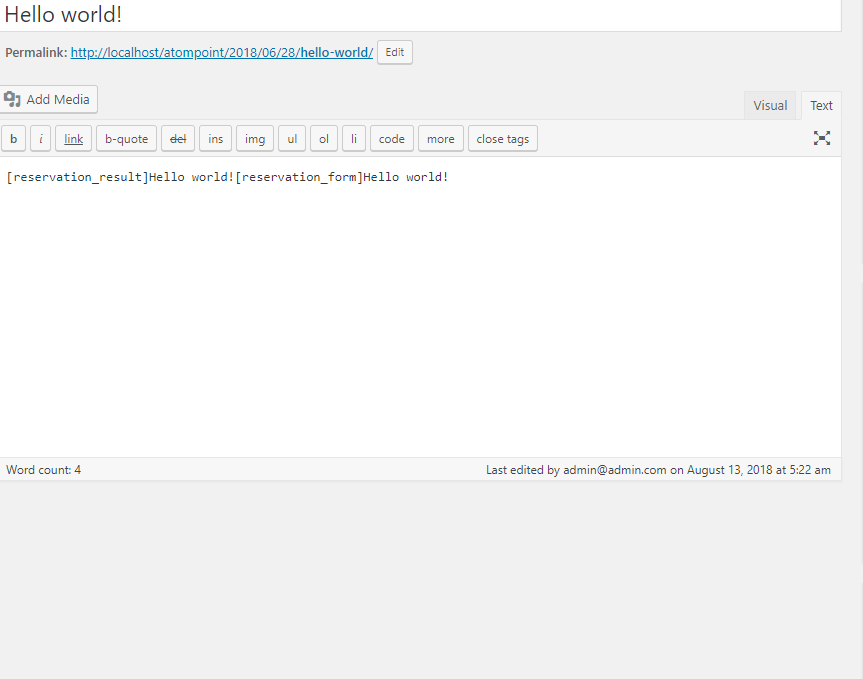 Hello world!
Permalink: http://localhost/atompoint/2018/06/28/hello-world/ Edit
Add Media
Visual Text
b i link b-quote del ins img ul ol li code more close tags
[reservation_result]Hello world![reservation_form]Hello world!
Word count: 4 Last edited by admin@admin.com on August 13, 2018 at 5:22 am